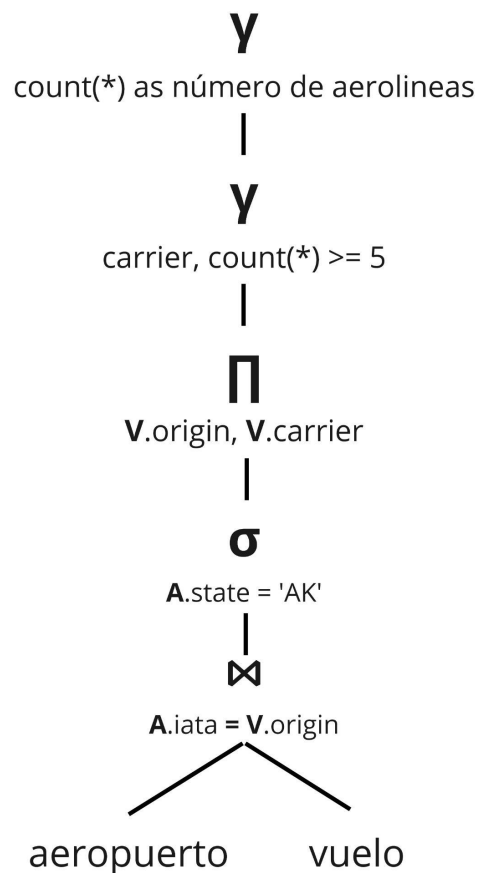 γ
count(*) as número de aerolineas
γ
carrier, count(*) >= 5
∏
V.origin, V.carrier
σ
A.state = 'AK'
⋈
A.iata = V.origin
aeropuerto vuelo